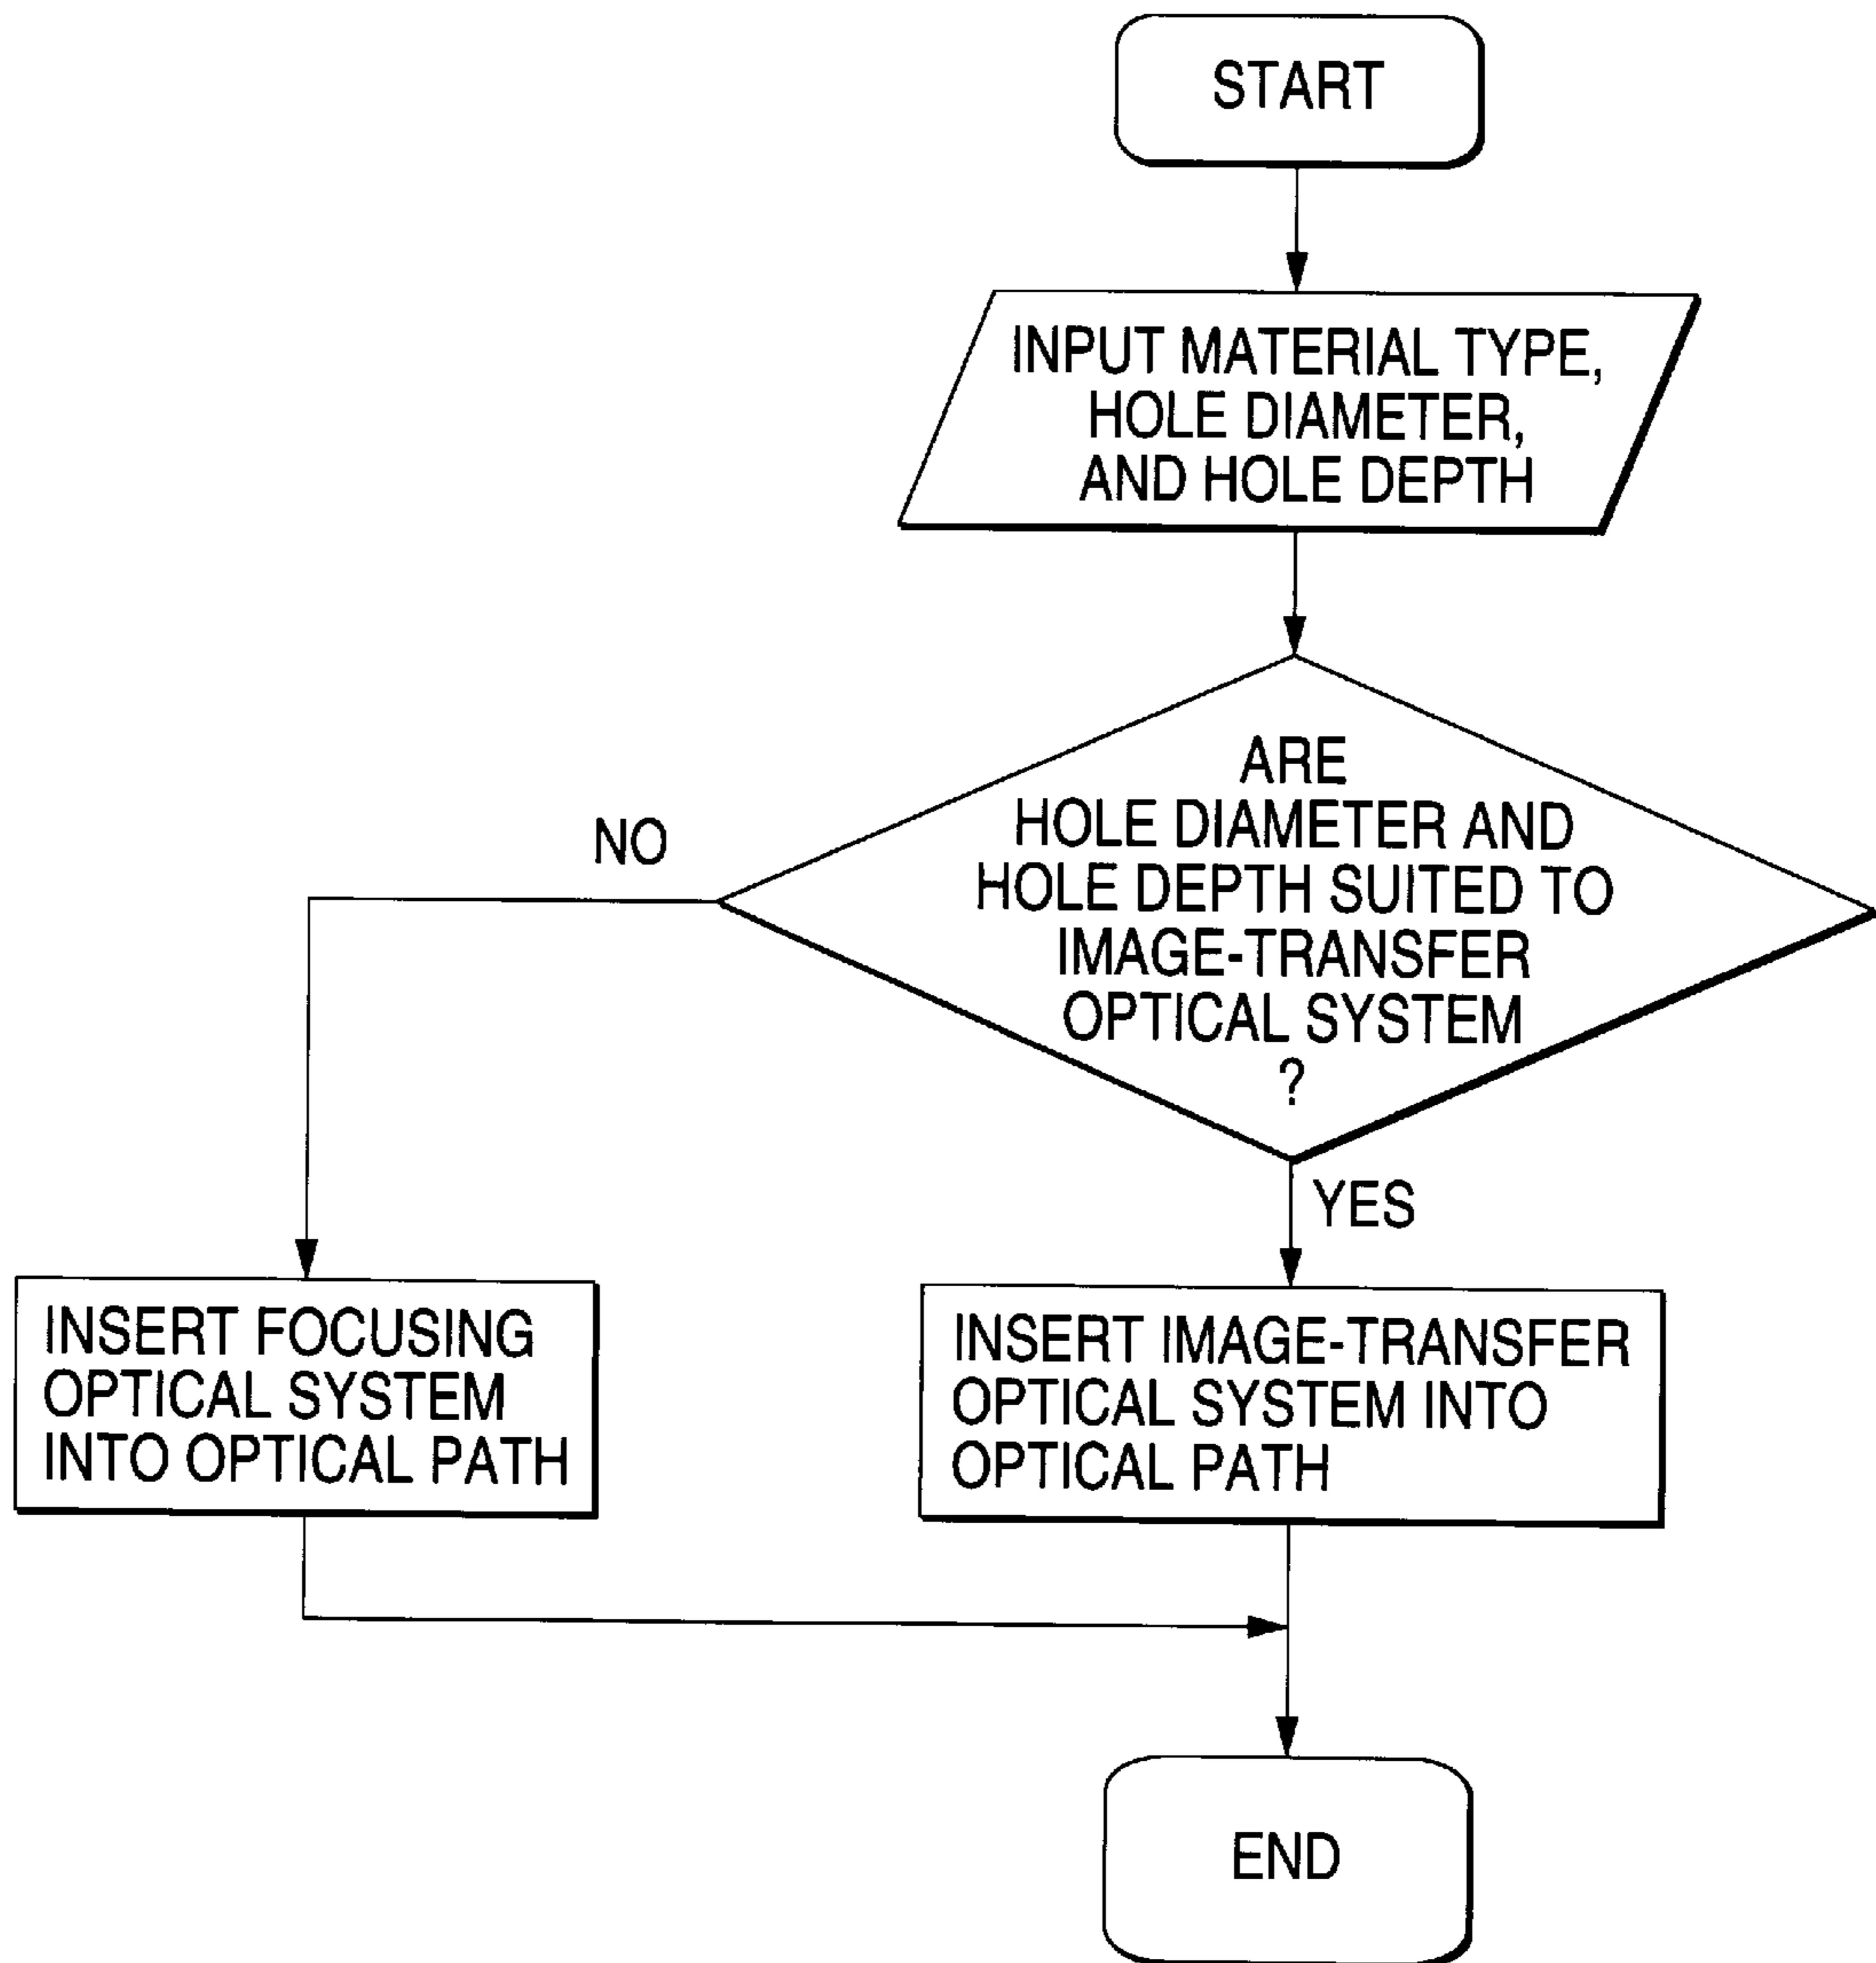 START
INPUT MATERIAL TYPE,
HOLE DIAMETER,
AND HOLE DEPTH
ARE
HOLE DIAMETER AND
HOLE DEPTH SUITED TO
IMAGE-TRANSFER
OPTICAL SYSTEM
?
NO
YES
INSERT FOCUSING
OPTICAL SYSTEM
INTO OPTICAL PATH
INSERT IMAGE-TRANSFER
OPTICAL SYSTEM INTO
OPTICAL PATH
END